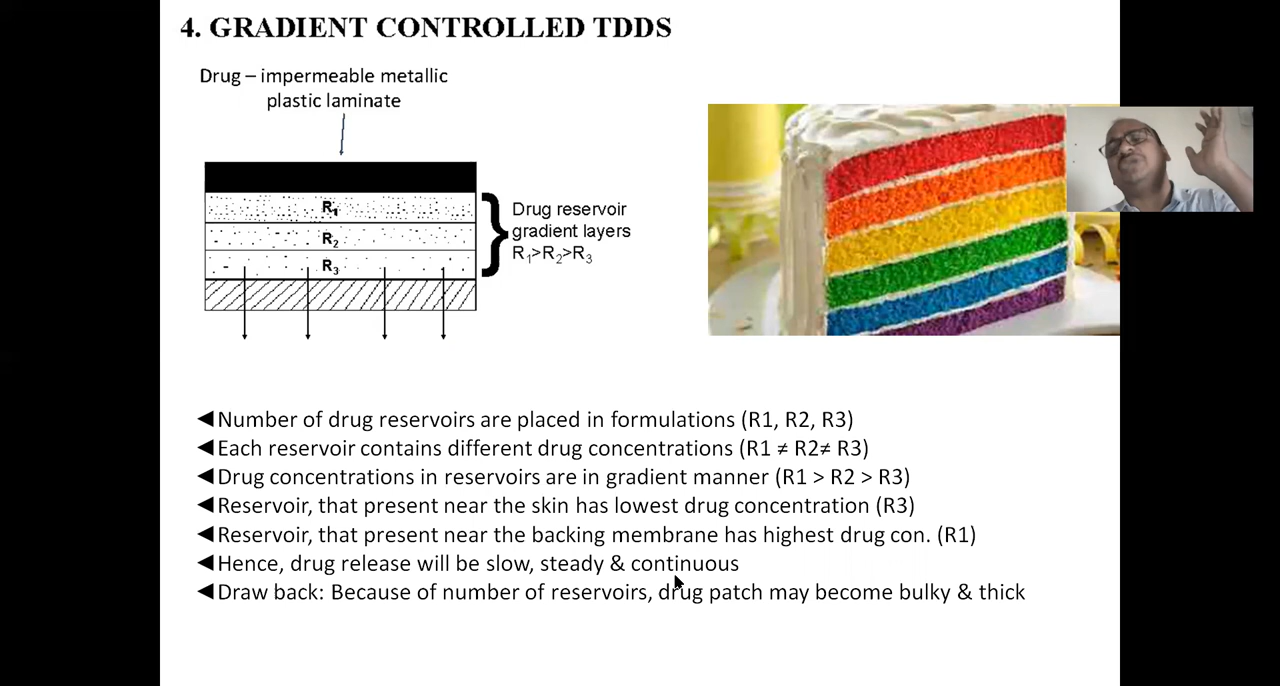 4. GRADIENT CONTROLLED TDDS
Drug – impermeable metallic
plastic laminate
R1
R2
R3
Drug reservoir
gradient layers
R1>R2>R3
◄Number of drug reservoirs are placed in formulations (R1, R2, R3)
◄Each reservoir contains different drug concentrations (R1 ≠ R2≠ R3)
◄Drug concentrations in reservoirs are in gradient manner (R1 > R2 > R3)
◄Reservoir, that present near the skin has lowest drug concentration (R3)
◄Reservoir, that present near the backing membrane has highest drug con. (R1)
◄Hence, drug release will be slow, steady & continuous
◄Draw back: Because of number of reservoirs, drug patch may become bulky & thick